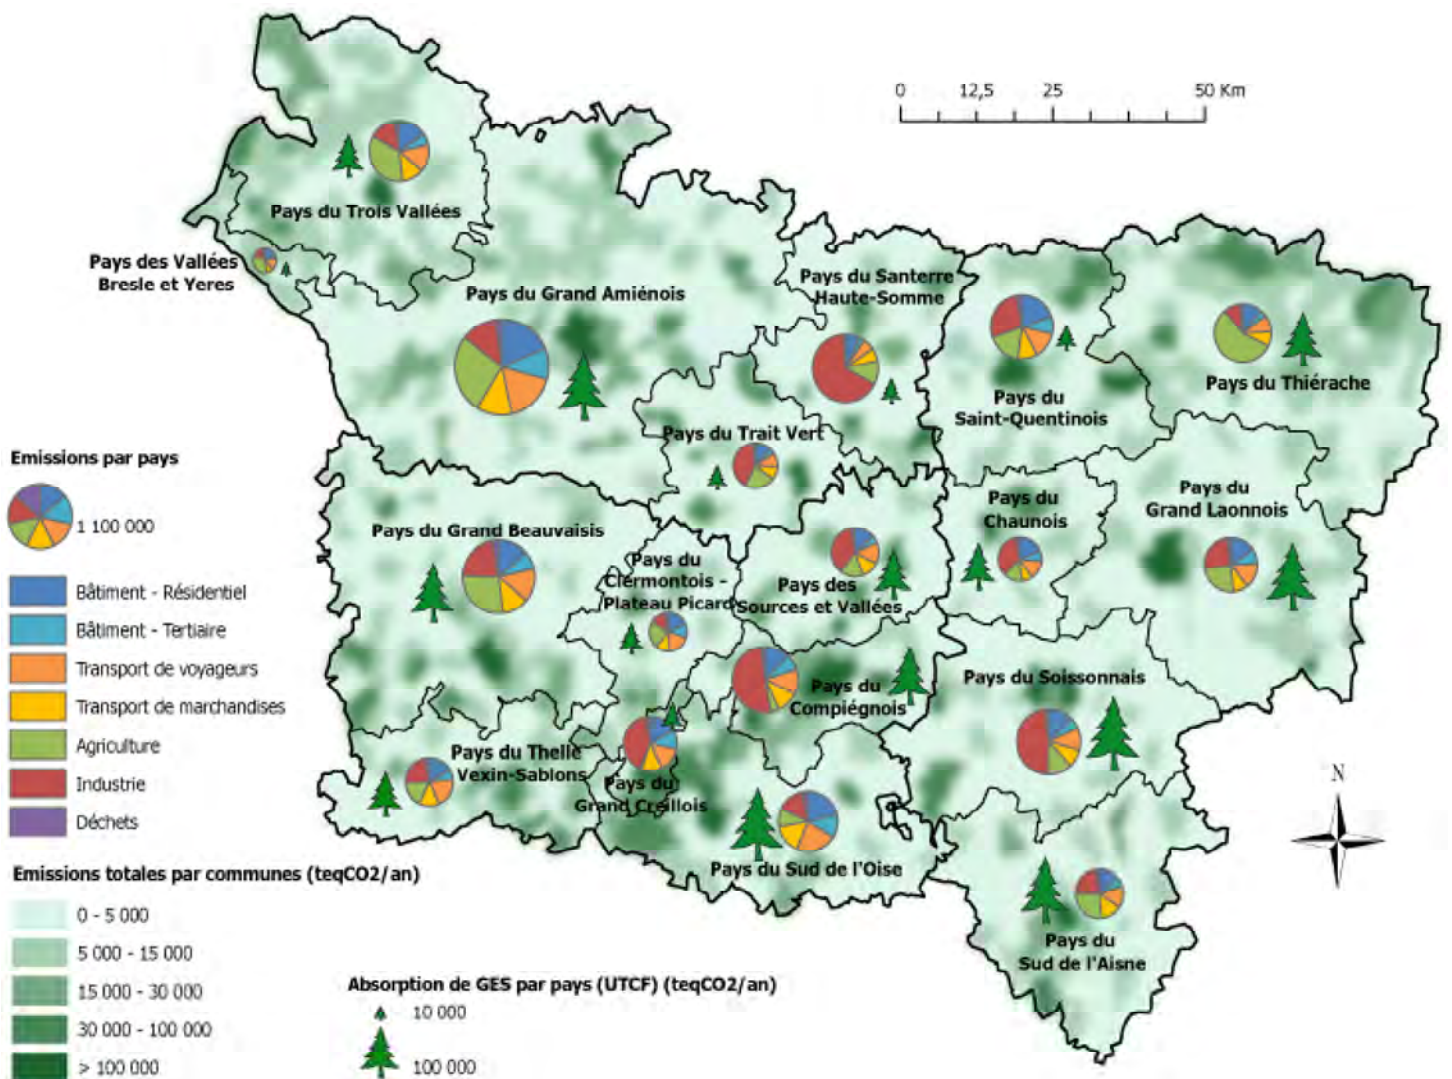 0 12,5 25 50 Km
Pays du Trois Vallées
Pays des Vallées
Bresle et Yeres
Pays du Grand Amiénois
Pays du Santerre
Haute-Somme
Pays du
Saint-Quentinois
Pays du Thiérache
Pays du Trait Vert
Pays du Grand Beauvaisis
Pays du
Clermontois -
Plateau Picard
Pays des
Sources et Vallées
Pays du
Chaunois
Pays du
Grand Laonnois
Pays du
Compiégnois
Pays du Soissonnais
Pays du Thelle
Vexin-Sablons
Pays du
Grand Creillois
Pays du Sud de l'Oise
Pays du
Sud de l'Aisne
N
Emissions par pays
1 100 000
Bâtiment - Résidentiel
Bâtiment - Tertiaire
Transport de voyageurs
Transport de marchandises
Agriculture
Industrie
Déchets
Emissions totales par communes (teqCO2/an)
0 - 5 000
5 000 - 15 000
15 000 - 30 000
30 000 - 100 000
> 100 000
Absorption de GES par pays (UTCF) (teqCO2/an)
10 000
100 000